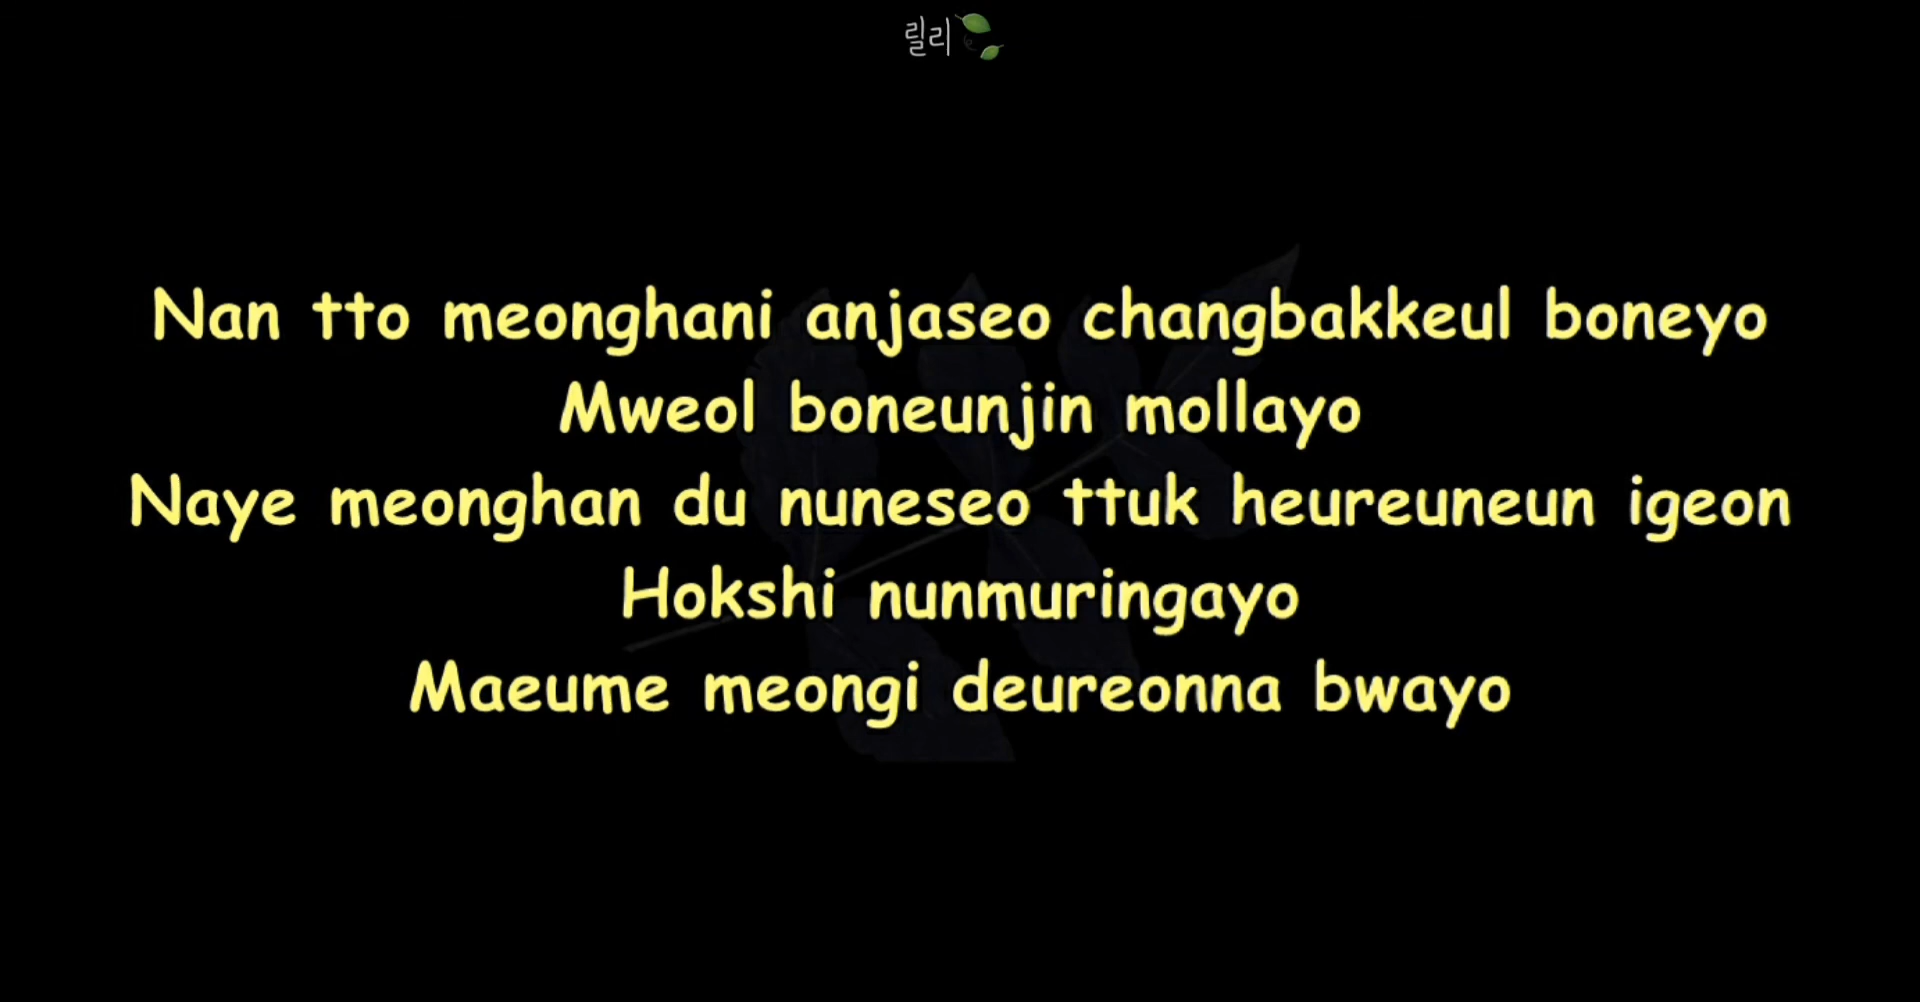 릴리
Nan tto meonghani anjaseo changbakkeul boneyo
Mweol boneunjin mollayo
Naye meonghan du nuneseo ttuk heureuneun igeon
Hokshi nunmuringayo
Maeume meongi deureonna bwayo